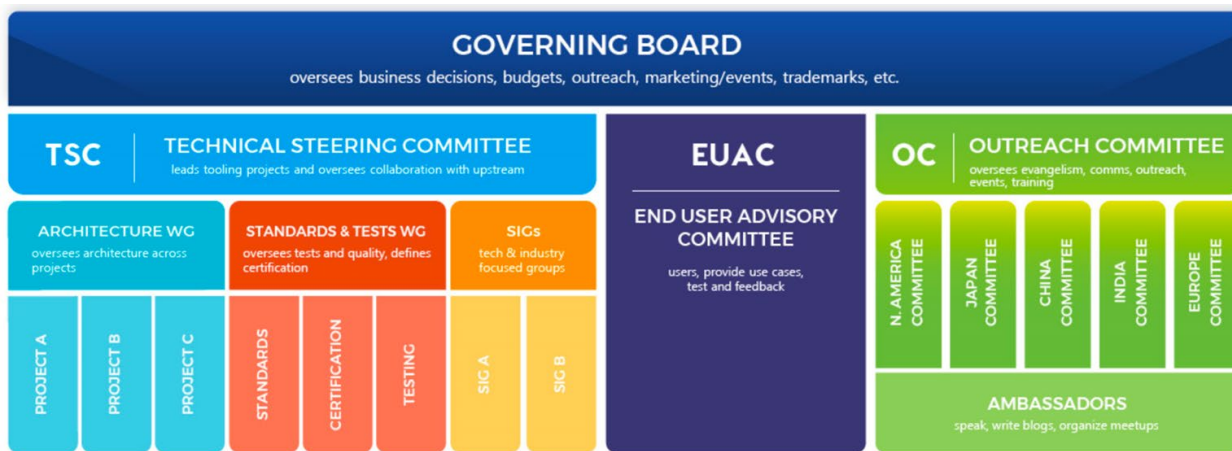 GOVERNING BOARD
oversees business decisions, budgets, outreach, marketing/events, trademarks, etc.
TSC
TECHNICAL STEERING COMMITTEE
leads tooling projects and oversees collaboration with upstream
ARCHITECTURE WG
oversees architecture across
projects
PROJECT A
PROJECT B
PROJECT C
STANDARDS & TESTS WG
oversees tests and quality, defines
certification
STANDARDS
CERTIFICATION
TESTING
SIGs
tech & industry
focused groups
SIG A
SIG B
EUAC
END USER ADVISORY
COMMITTEE
users, provide use cases,
test and feedback
OC
OUTREACH COMMITTEE
oversees evangelism, comms, outreach,
events, training
N. AMERICA
COMMITTEE
JAPAN
COMMITTEE
CHINA
COMMITTEE
INDIA
COMMITTEE
EUROPE
COMMITTEE
AMBASSADORS
speak, write blogs, organize meetups